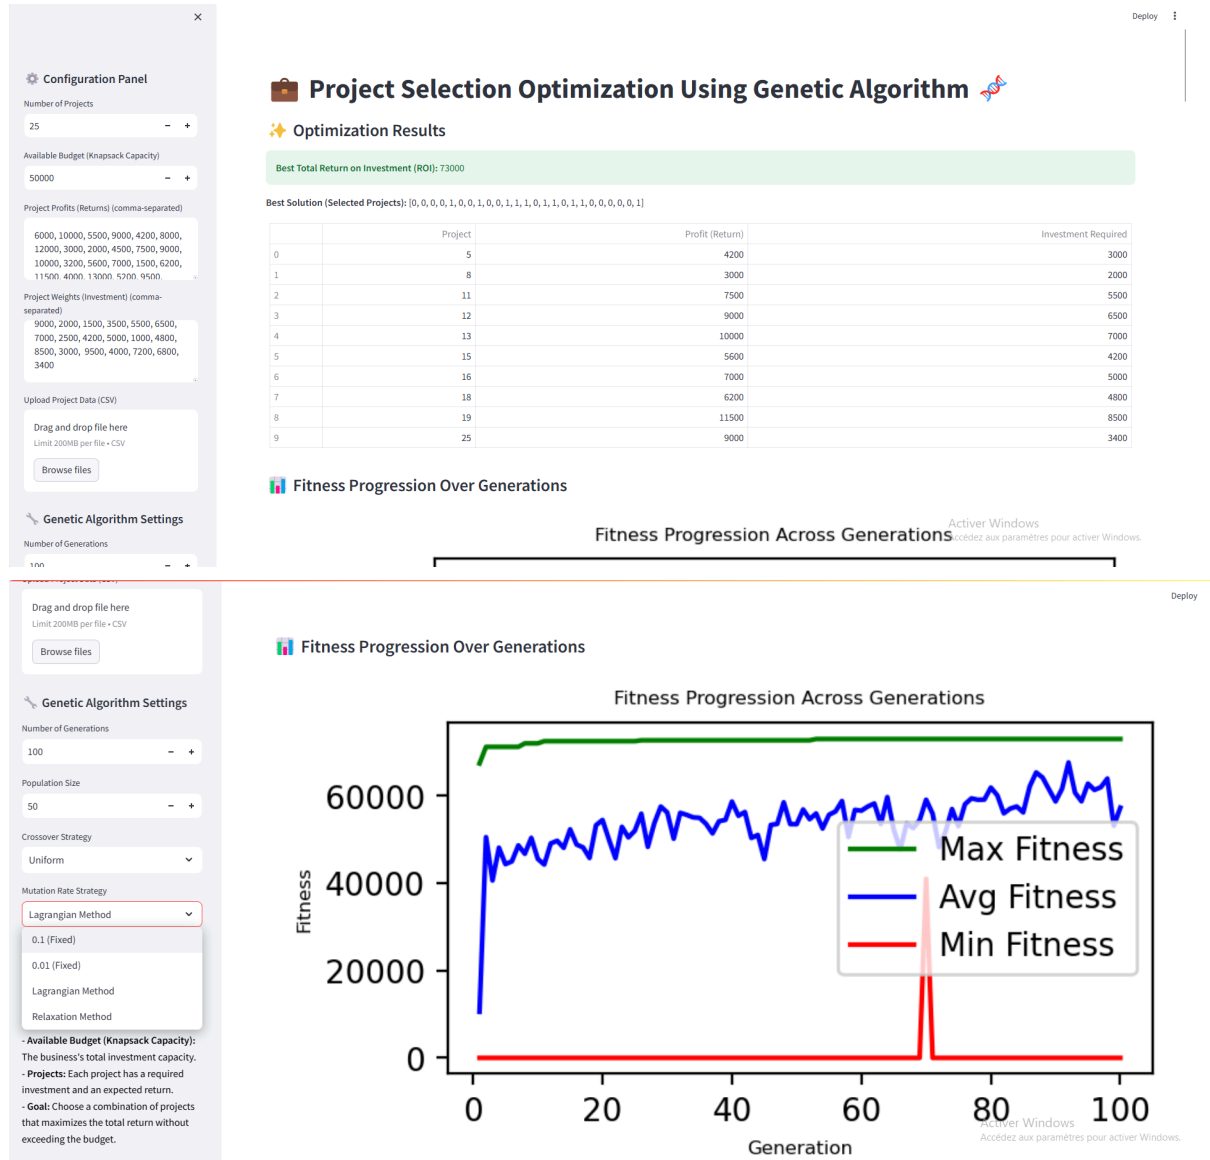 Deploy
Configuration Panel
Number of Projects
25
Available Budget (Knapsack Capacity)
50000
Project Profits (Returns) (comma-separated)
6000, 10000, 5500, 9000, 4200, 8000,
12000, 3000, 2000, 4500, 7500, 9000,
10000, 3200, 5600, 7000, 1500, 6200,
11500, 4000, 13000, 5200, 9500,
Project Weights (Investment) (comma-
separated)
9000, 2000, 1500, 3500, 5500, 6500,
7000, 2500, 4200, 5000, 1000, 4800,
8500, 3000, 9500, 4000, 7200, 6800,
3400
Upload Project Data (CSV)
Drag and drop file here
Limit 200MB per file • CSV
Browse files
Genetic Algorithm Settings
Number of Generations
100
Project Selection Optimization Using Genetic Algorithm
Optimization Results
Best Total Return on Investment (ROI): 73000
Best Solution (Selected Projects): [0, 0, 0, 0, 1, 0, 0, 1, 0, 0, 1, 1, 1, 0, 1, 1, 0, 1, 1, 0, 0, 0, 0, 0, 1]
Project Profit (Return) Investment Required
0 5 4200 3000
1 8 3000 2000
2 11 7500 5500
3 12 9000 6500
4 13 10000 7000
5 15 5600 4200
6 16 7000 5000
7 18 6200 4800
8 19 11500 8500
9 25 9000 3400
Fitness Progression Over Generations
Fitness Progression Across Generations
Activer Windows
Accédez aux paramètres pour activer Windows.
Deploy
Drag and drop file here
Limit 200MB per file • CSV
Browse files
Genetic Algorithm Settings
Number of Generations
100
Population Size
50
Crossover Strategy
Uniform
Mutation Rate Strategy
Lagrangian Method
0.1 (Fixed)
0.01 (Fixed)
Lagrangian Method
Relaxation Method
- Available Budget (Knapsack Capacity):
The business's total investment capacity.
- Projects: Each project has a required
investment and an expected return.
- Goal: Choose a combination of projects
that maximizes the total return without
exceeding the budget.
Fitness Progression Over Generations
Fitness Progression Across Generations
Fitness
60000
40000
20000
0
Max Fitness
Avg Fitness
Min Fitness
0 20 40 60 80 100
Generation
Activer Windows
Accédez aux paramètres pour activer Windows.